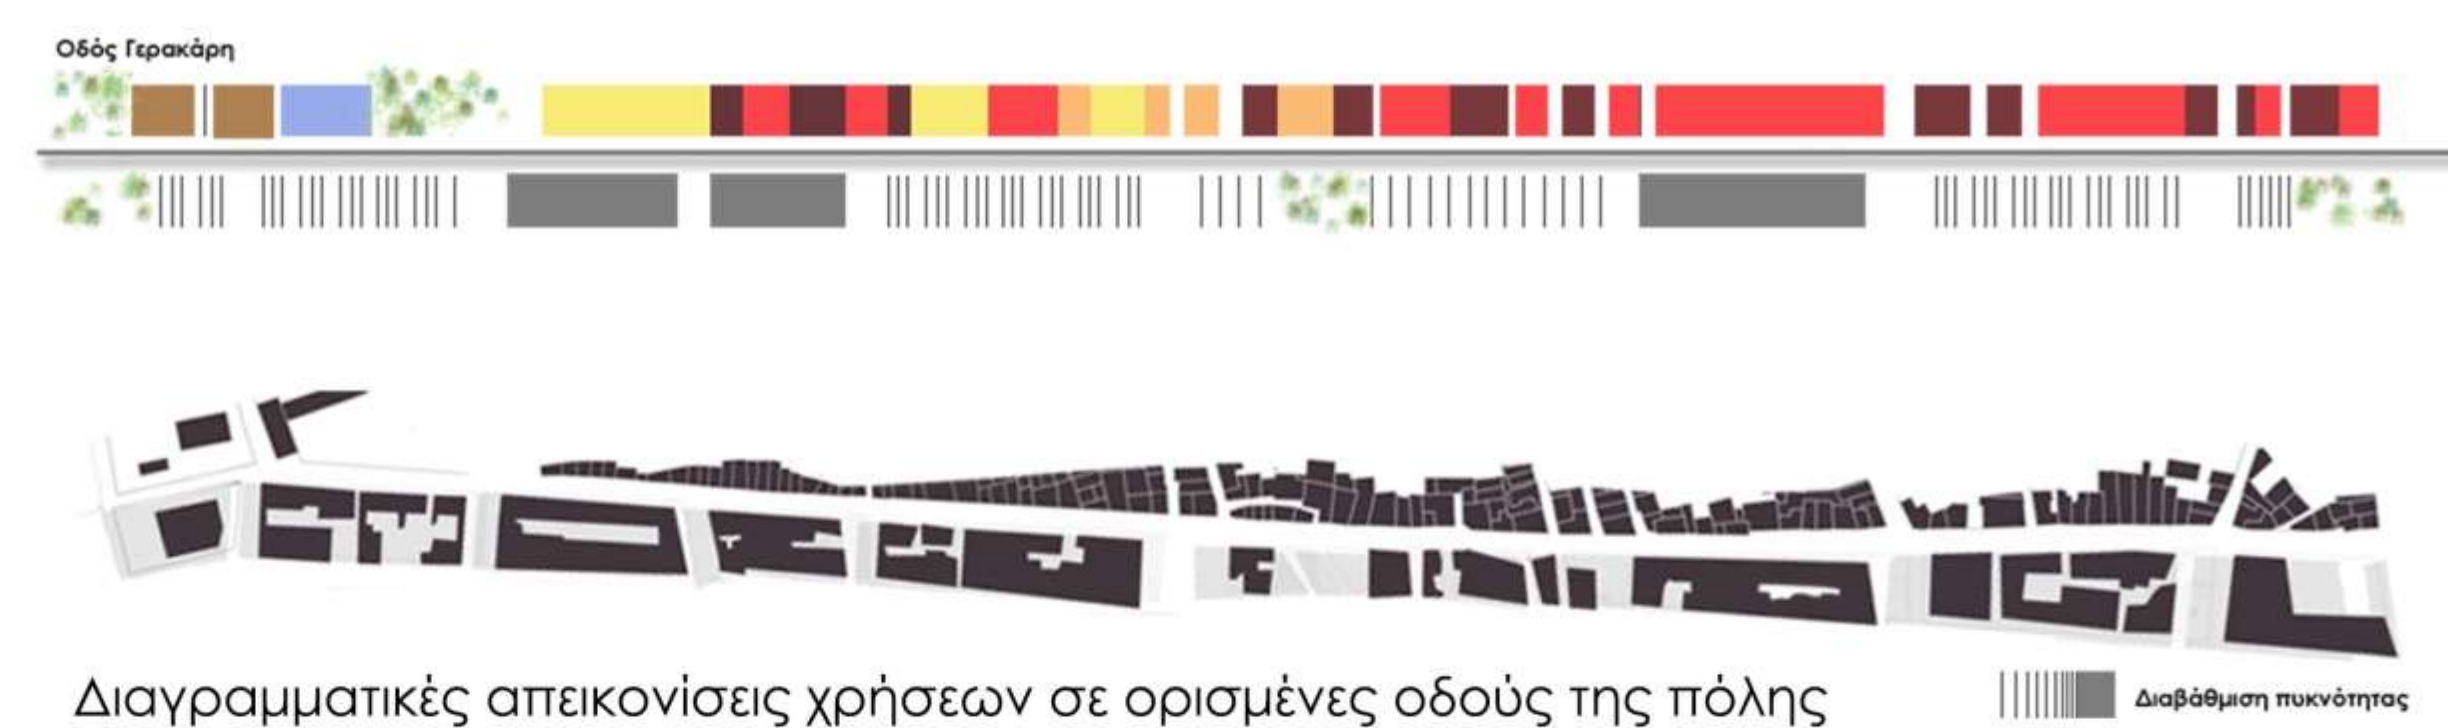 Οδός Γερακάρη
Διαγραμματικές απεικονίσεις χρήσεων σε ορισμένες οδούς της πόλης
Διαβάθμιση πυκνότητας